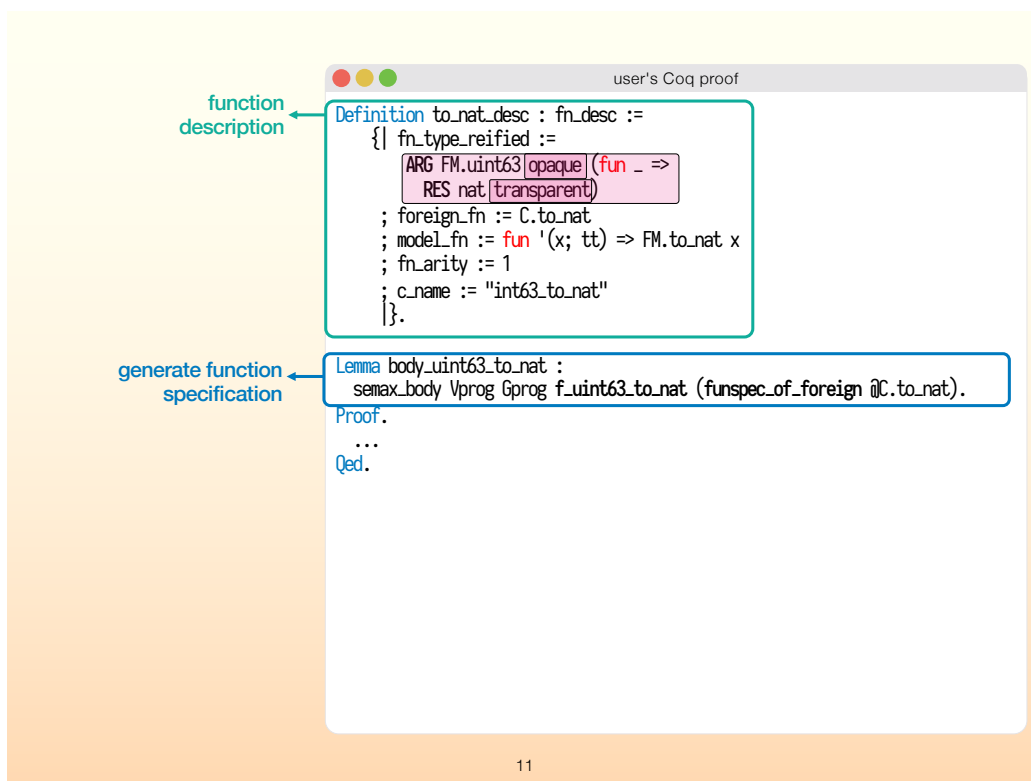 user's Coq proof
function
description
Definition to_nat_desc : fn_desc :=
{| fn_type_reified :=
ARG FM.uint63 opaque (fun _ =>
RES nat transparent)
; foreign_fn := C.to_nat
; model_fn := fun '(x; tt) => FM.to_nat x
; fn_arity := 1
; c_name := "int63_to_nat"
|}.
generate function
specification
Lemma body_uint63_to_nat :
semax_body Vprog Gprog f_uint63_to_nat (funspec_of_foreign @C.to_nat).
Proof.
...
Qed.
11